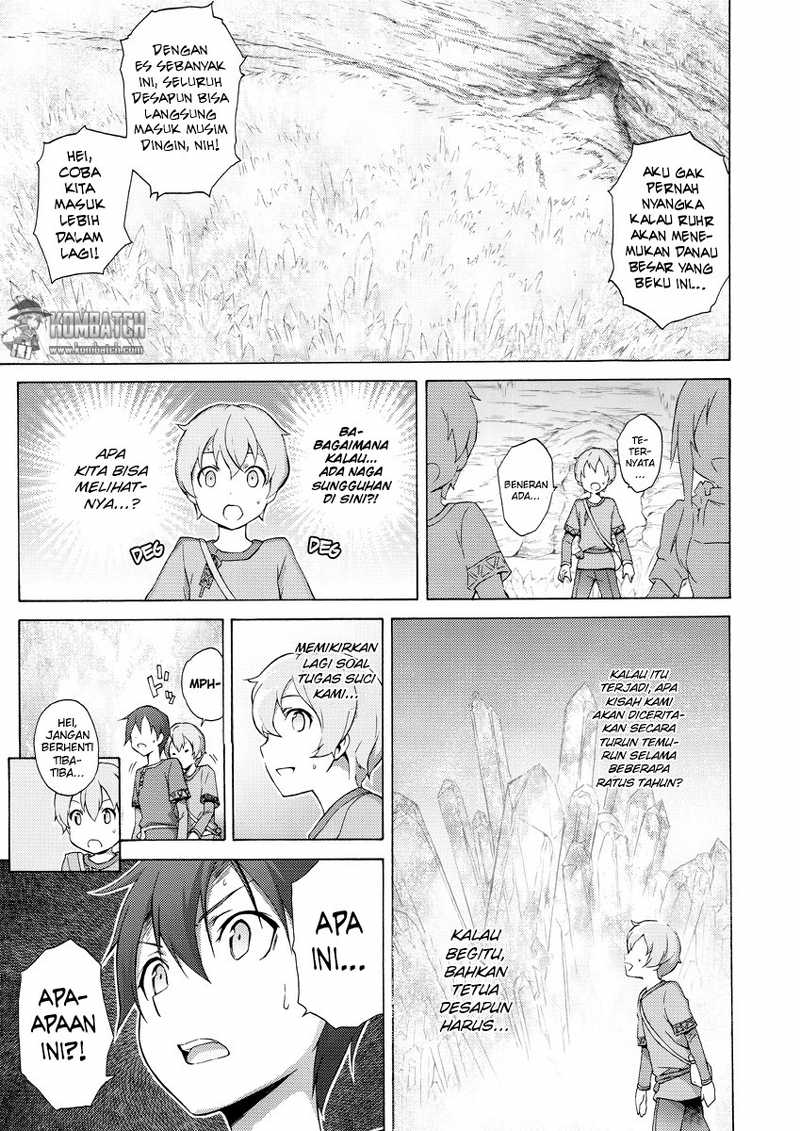 AKU GAK
PERNAH
NYANGKA
KALAU RUHR
AKAN MENE-
MUKAN DANAU
BESAR YANG
BEKU INI...
DENGAN
ES SEBANYAK
INI, SELURUH
DESAPUN BISA
LANGSUNG
MASUK MUSIM
DINGIN, NIH!
HEI,
COBA
KITA
MASUK
LEBIH
DALAM
LAGI!
KOMBATCH
www.kombatch.com
TE-
TER-
NYATA
...
BENERAN
ADA...
BA-
BAGAIMANA
KALAU...
ADA NAGA
SUNGGUHAN
DI SINI?!
APA
KITA BISA
MELIHAT-
NYA...?
DEG
DEG
KALAU ITU
TERJADI, APA
KISAH KAMI
AKAN DICERITA-
KAN SECARA
TURUN TEMU-
RUN SELAMA
BEBERAPA
RATUS TAHUN?
KALAU
BEGITU,
BAHKAN
TETUA
DESAPUN
HARUS...
MEMIKIRKAN
LAGI SOAL
TUGAS SUCI
KAMI...
MPH-
ドッ
HEI,
JANGAN
BERHENTI
TIBA-
TIBA...
APA
INI...
APA-
APAAN
INI?!